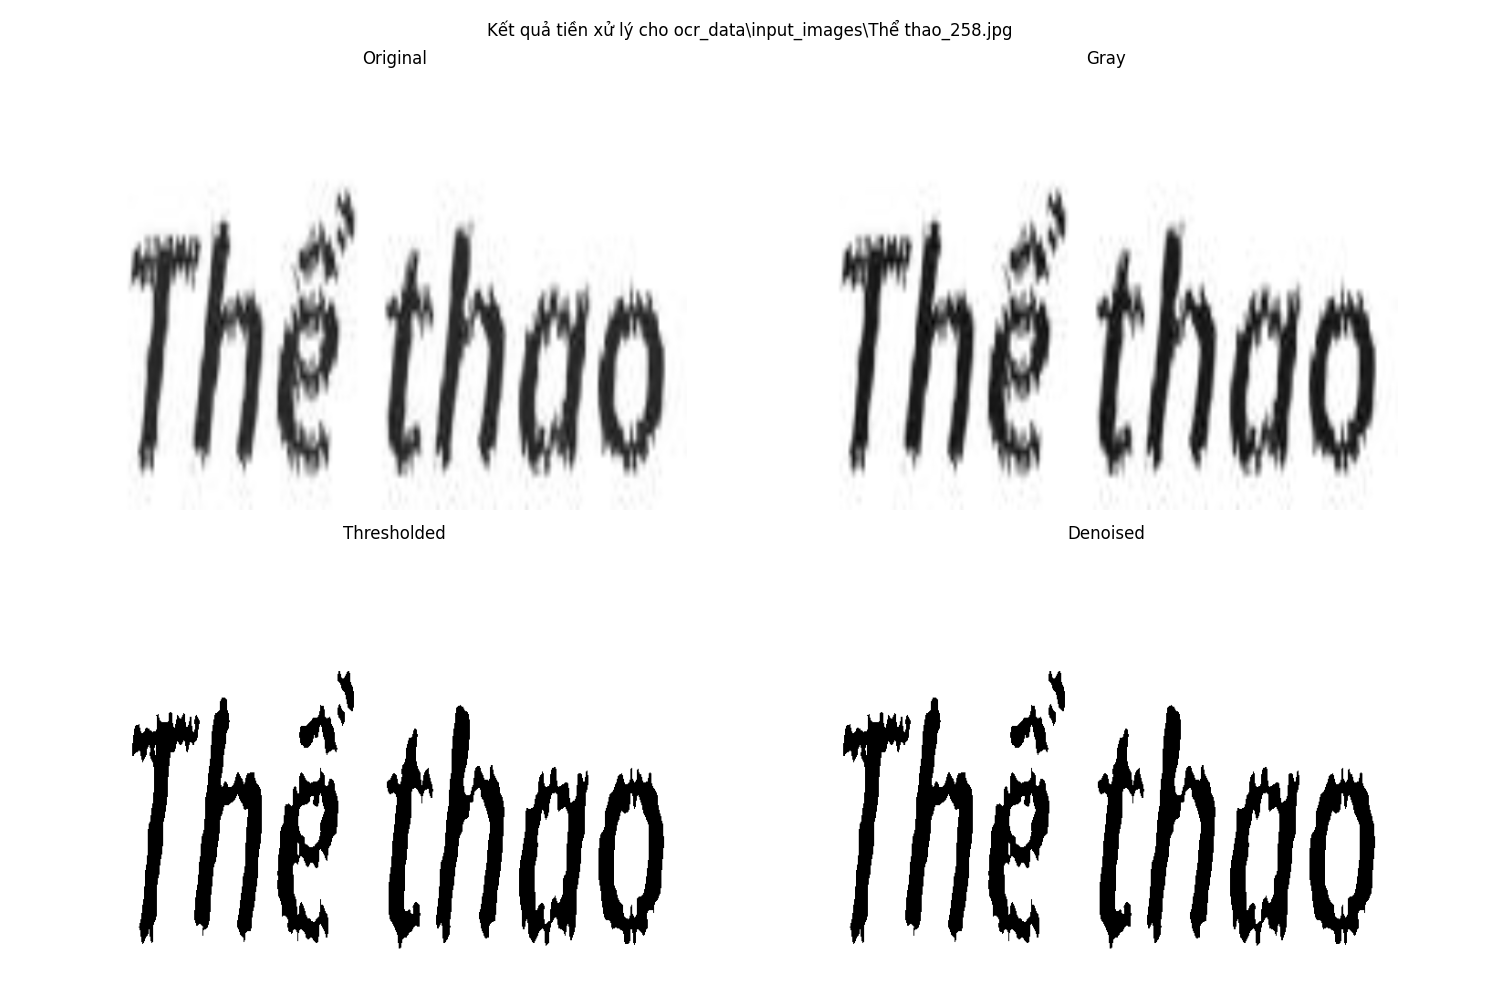 Kết quả tiền xử lý cho ocr_data\input_images\Thể thao_258.jpg
Original
Gray
Thể thao
Thể thao
Thresholded
Denoised
Thể thao
Thể thao